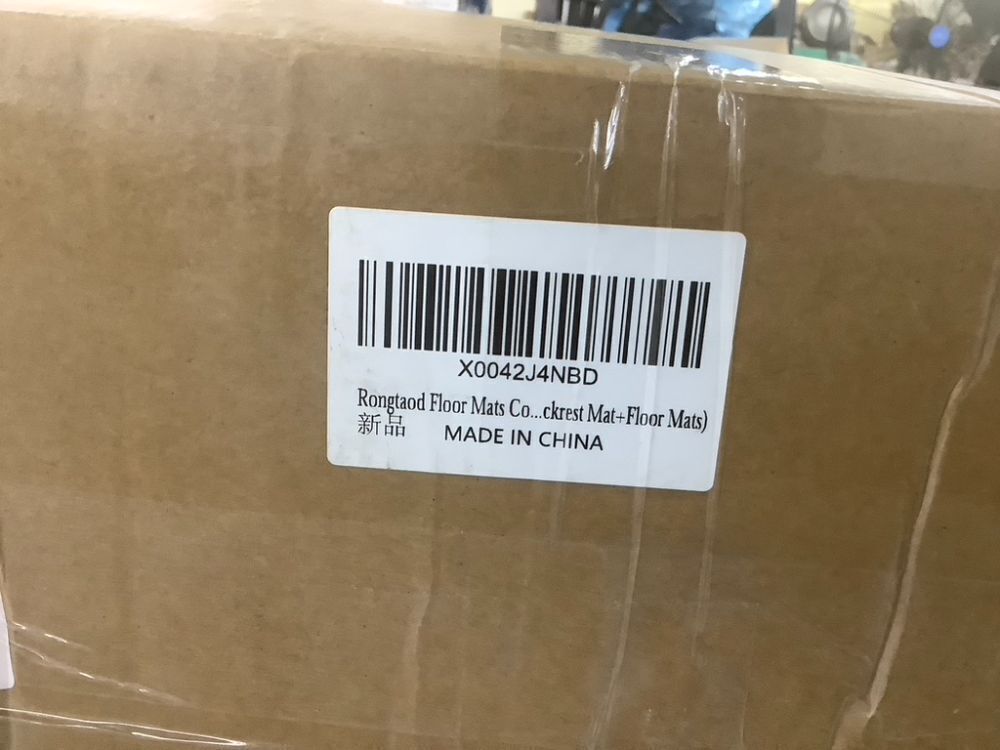 X0042J4NBD
Rongtaod Floor Mats Co...ckrest Mat+Floor Mats)
新品 MADE IN CHINA